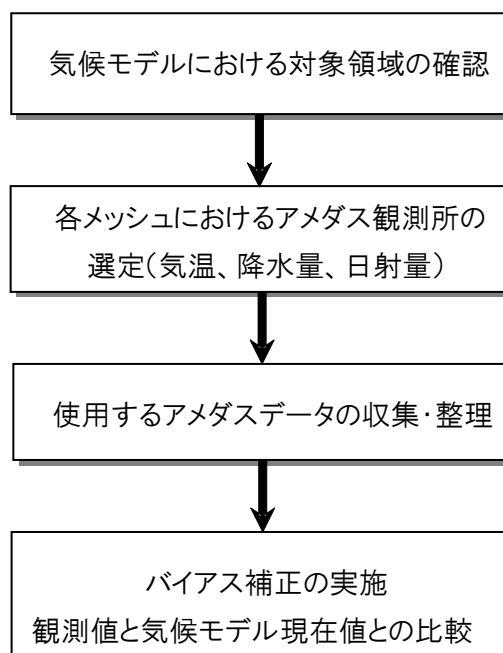 気候モデルにおける対象領域の確認
各メッシュにおけるアメダス観測所の
選定（気温、降水量、日射量）
使用するアメダスデータの収集・整理
バイアス補正の実施
観測値と気候モデル現在値との比較